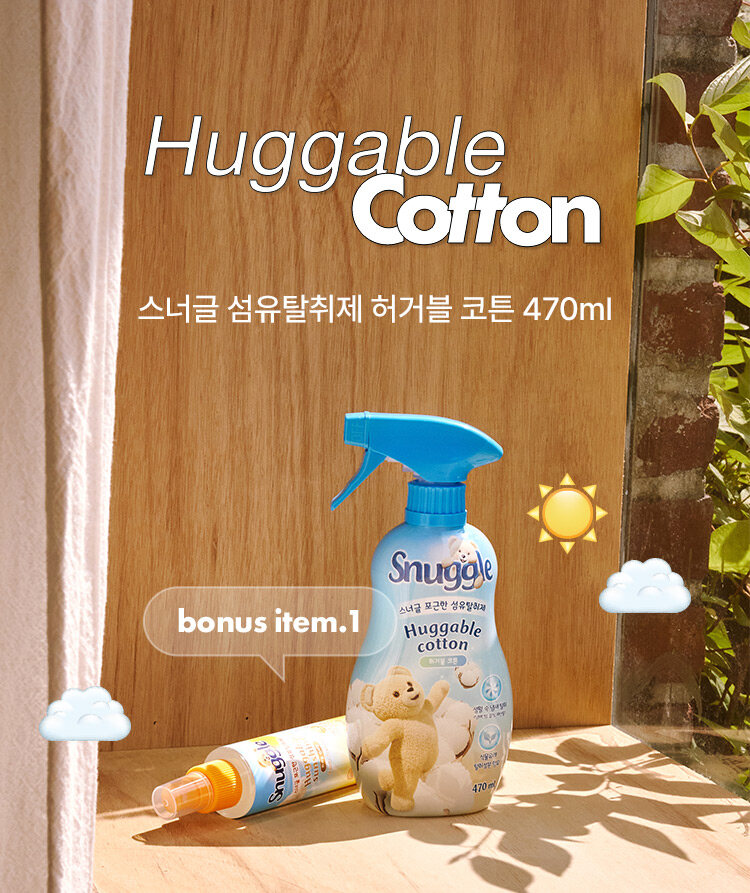 Huggable
Cotton
스너글 섬유탈취제 허거블 코튼 470ml
Snuggle
스너글 포근한 섬유탈취제
Huggable
cotton
허거블 코튼
bonus item.1
Snuggle
470 ml